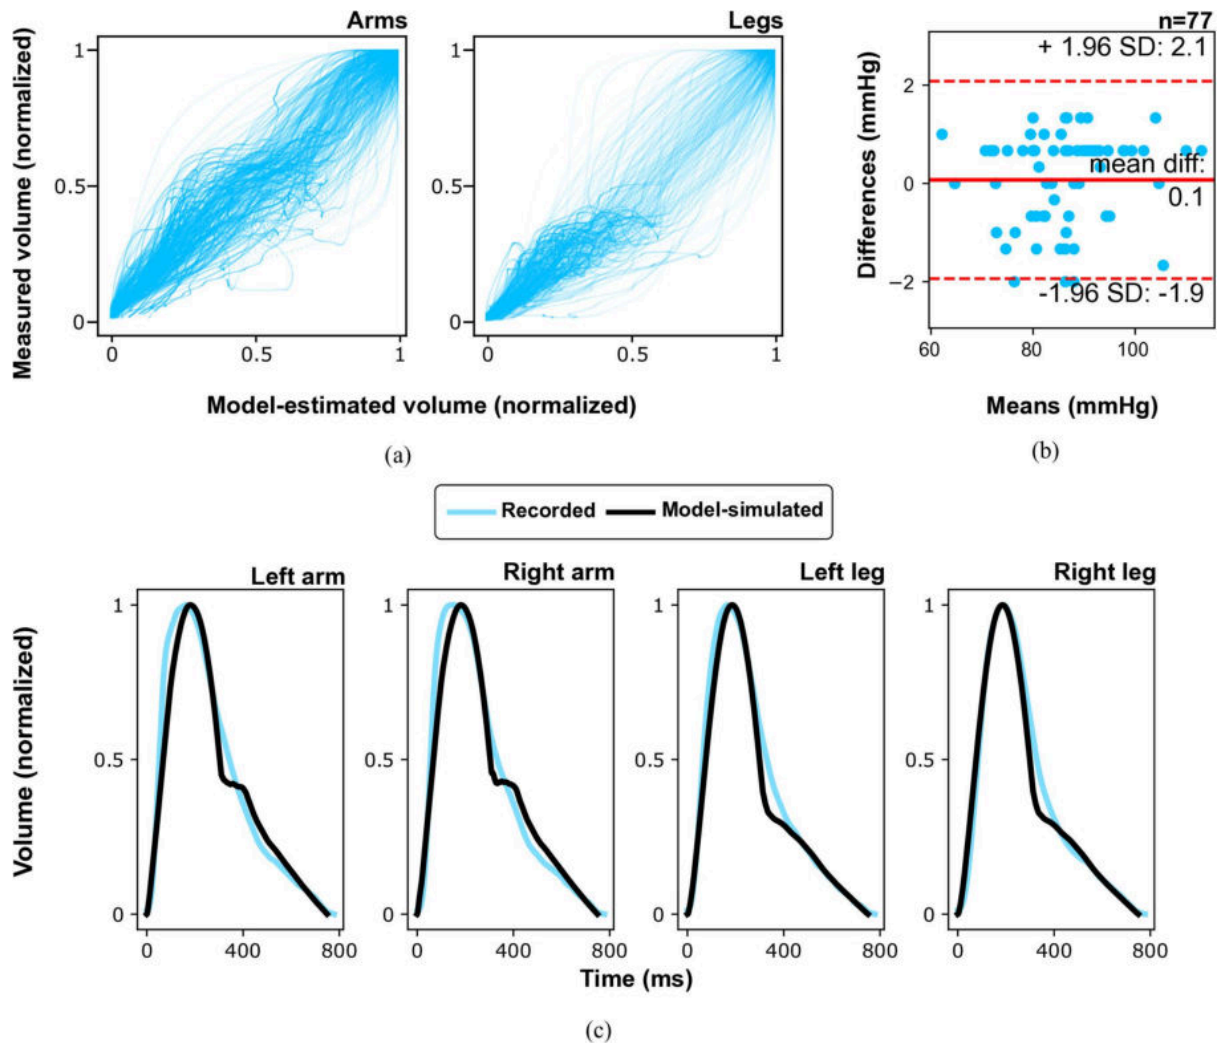 Arms
Legs
n=77
Measured volume (normalized)
1
0.5
0
0
0.5
1
1
0.5
0
0
0.5
1
Model-estimated volume (normalized)
(a)
Differences (mmHg)
+ 1.96 SD: 2.1
2
mean diff:
0
0.1
−2
-1.96 SD: -1.9
60
80
100
Means (mmHg)
(b)
Recorded
Model-simulated
Left arm
Right arm
Left leg
Right leg
Volume (normalized)
1
0.5
0
0
400
800
1
0.5
0
0
400
800
1
0.5
0
0
400
800
1
0.5
0
0
400
800
Time (ms)
(c)